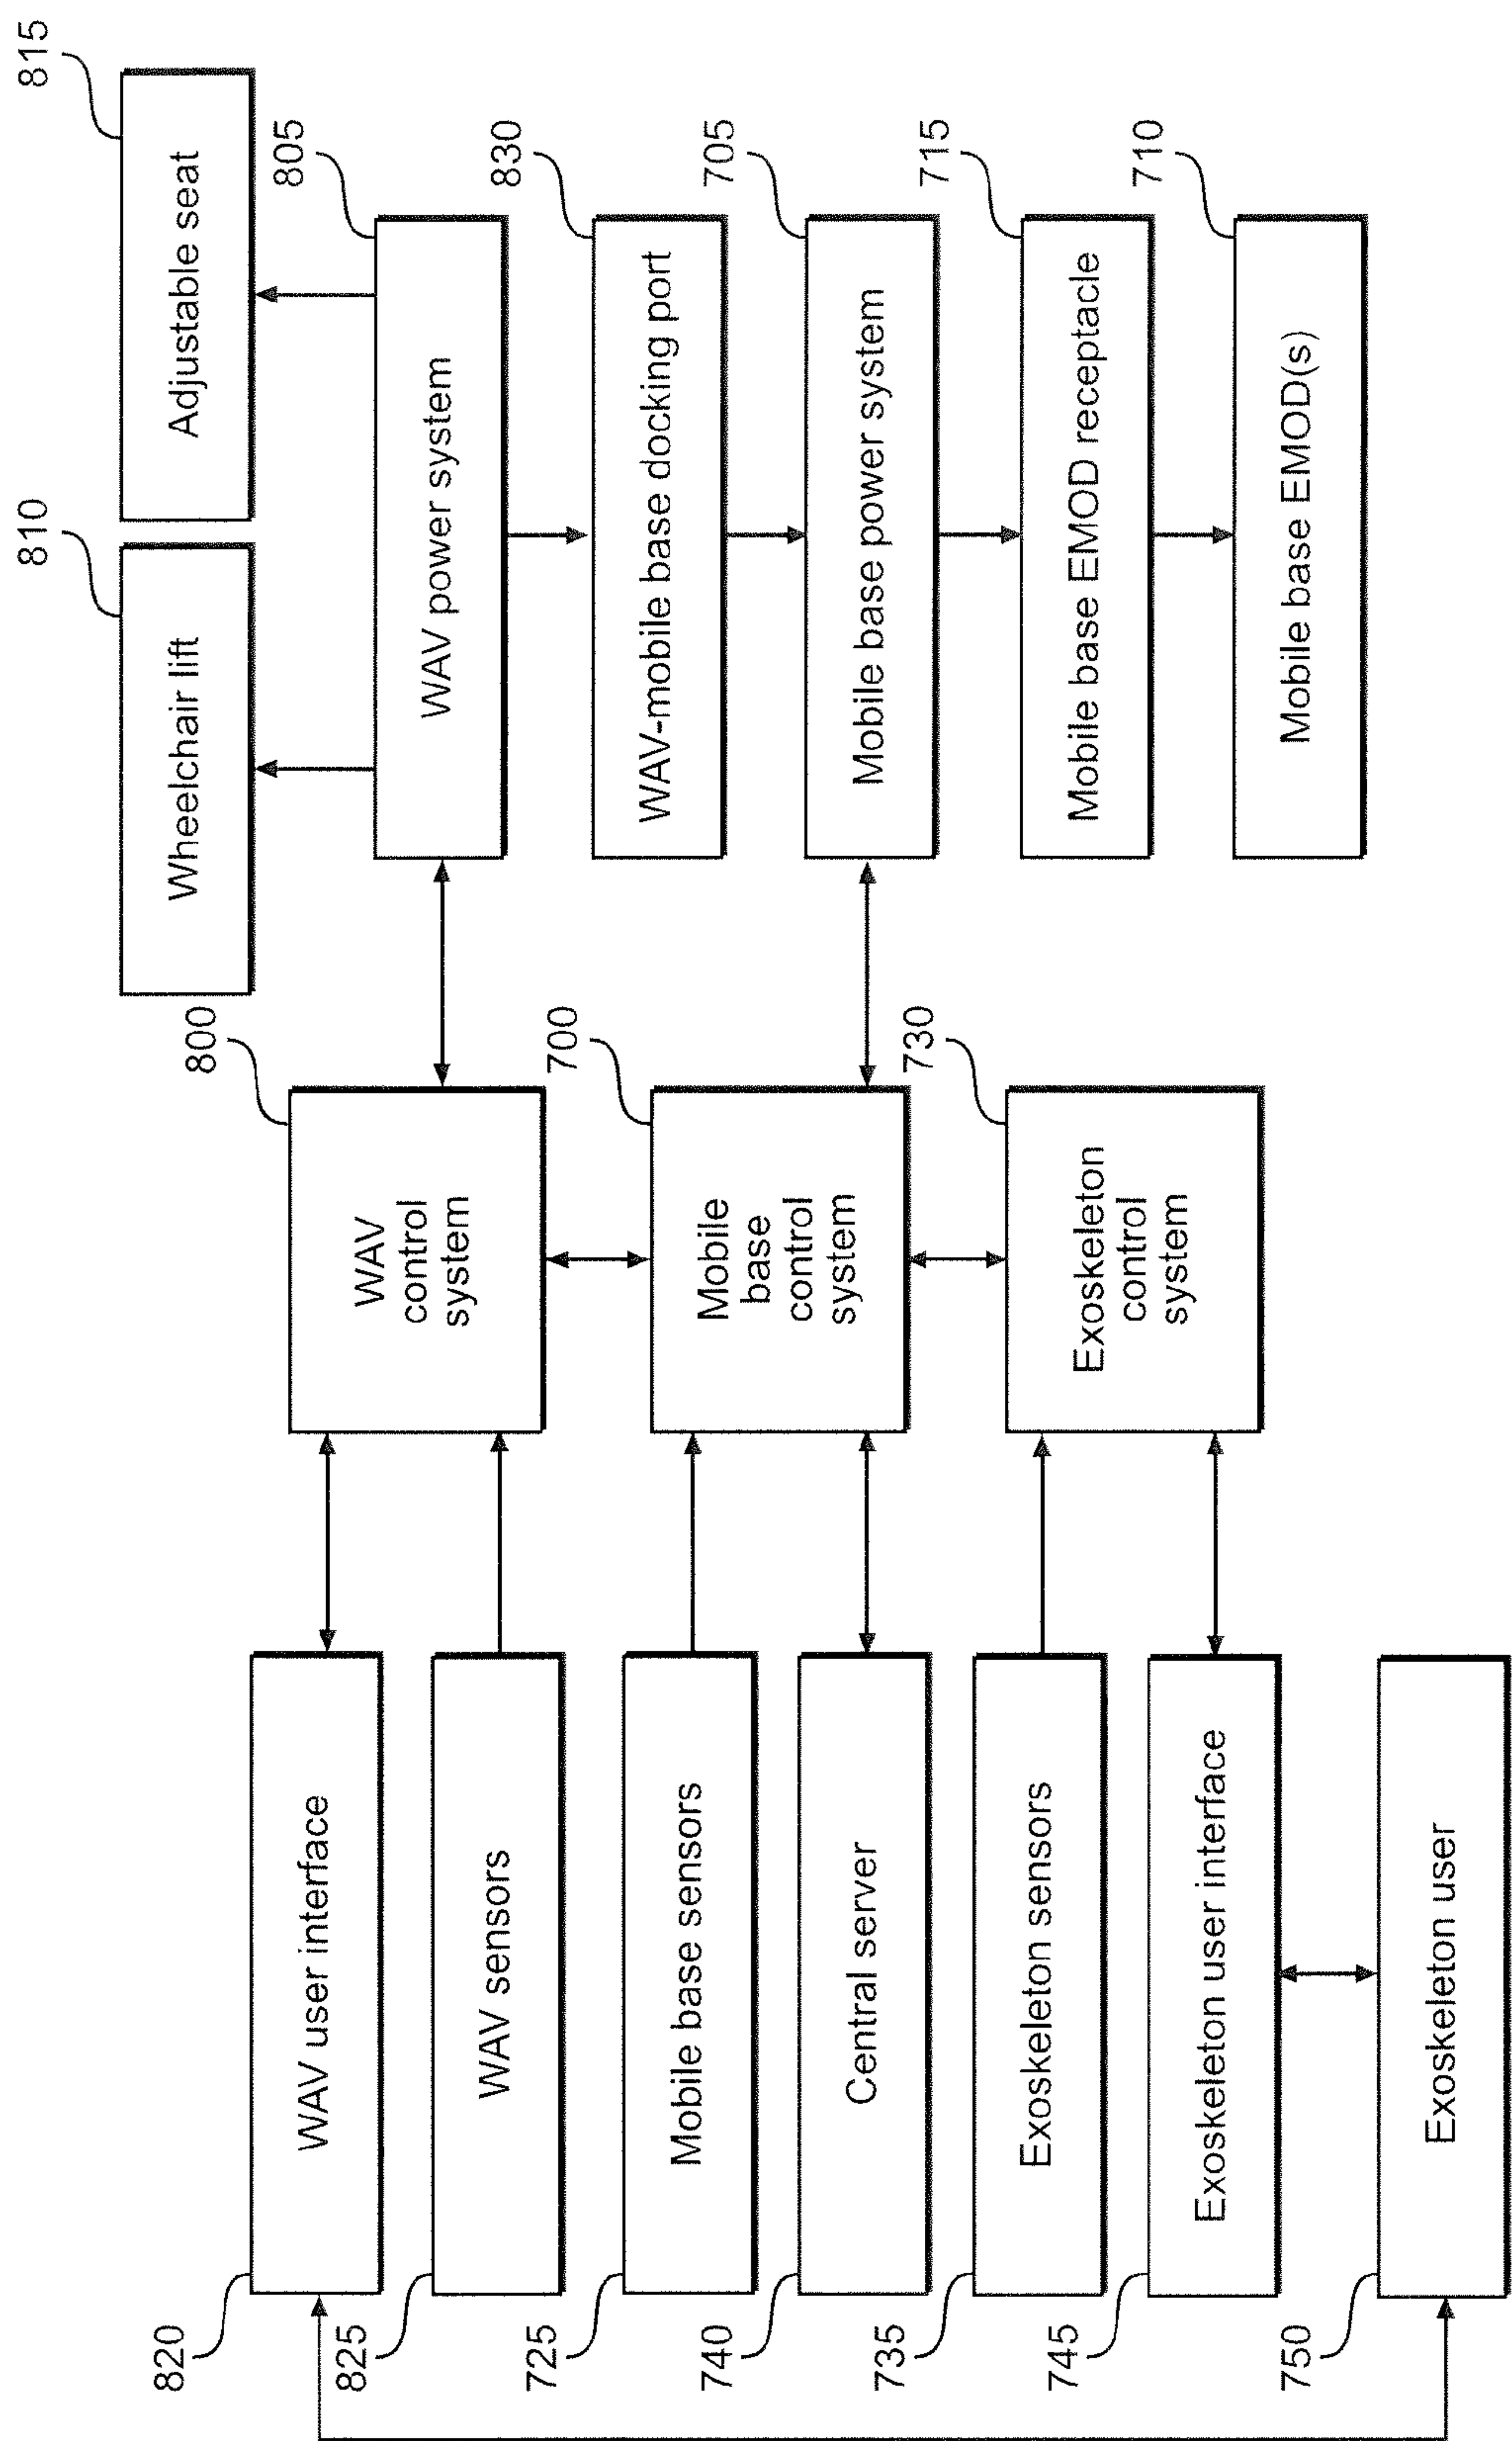 820
WAV user interface
825
WAV sensors
725
Mobile base sensors
740
Central server
735
Exoskeleton sensors
745
Exoskeleton user interface
750
Exoskeleton user
800
WAV
control
system
700
Mobile
base
control
system
730
Exoskeleton
control
system
810
Wheelchair lift
815
Adjustable seat
805
WAV power system
830
WAV-mobile base docking port
705
Mobile base power system
715
Mobile base EMOD receptacle
710
Mobile base EMOD(s)